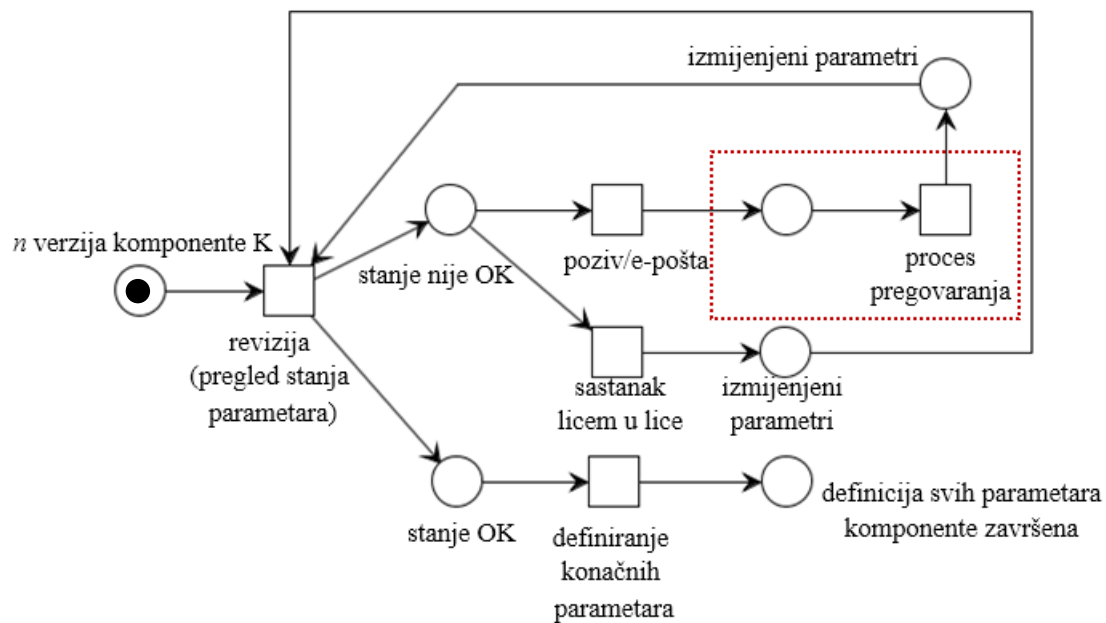 izmijenjeni parametri
n verzija komponente K
stanje nije OK
poziv/e-pošta
proces
pregovaranja
revizija
(pregled stanja
parametara)
sastanak
licem u lice
izmijenjeni
parametri
stanje OK
definiranje
konačnih
parametara
definicija svih parametara
komponente završena